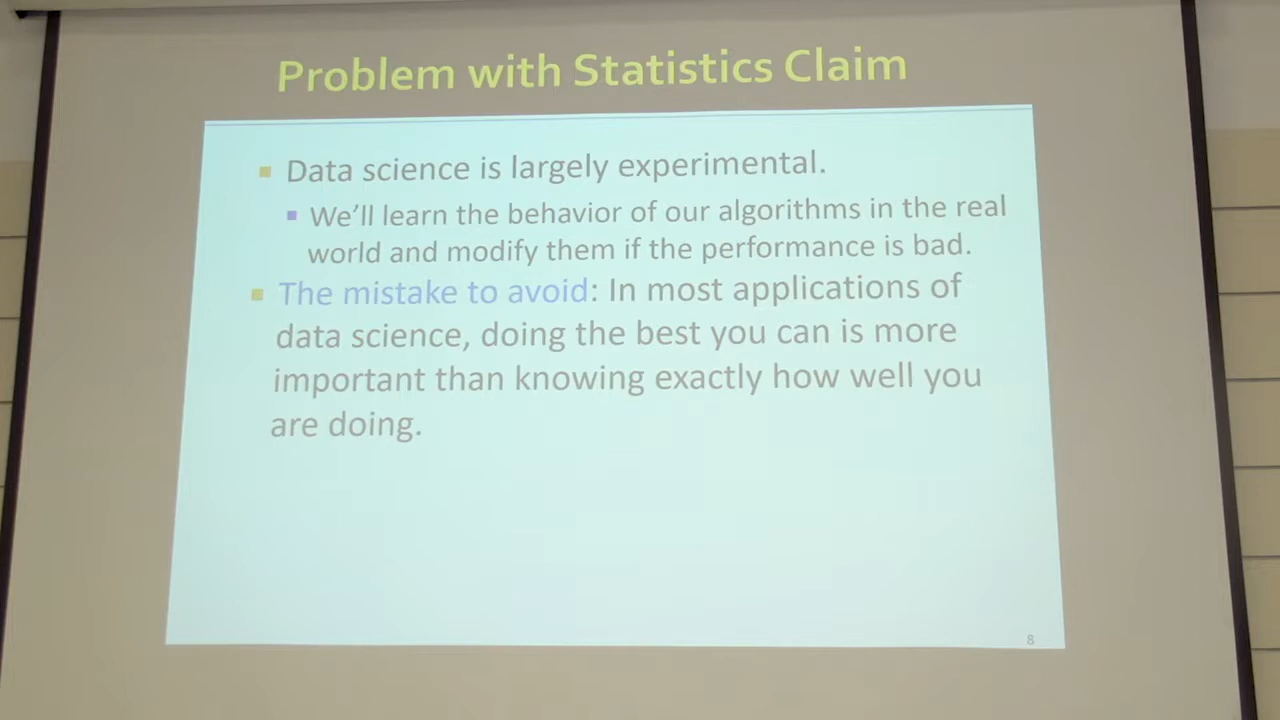 Problem with Statistics Claim
Data science is largely experimental.
We'll learn the behavior of our algorithms in the real
world and modify them if the performance is bad.
The mistake to avoid: In most applications of
data science, doing the best you can is more
important than knowing exactly how well you
are doing.
8